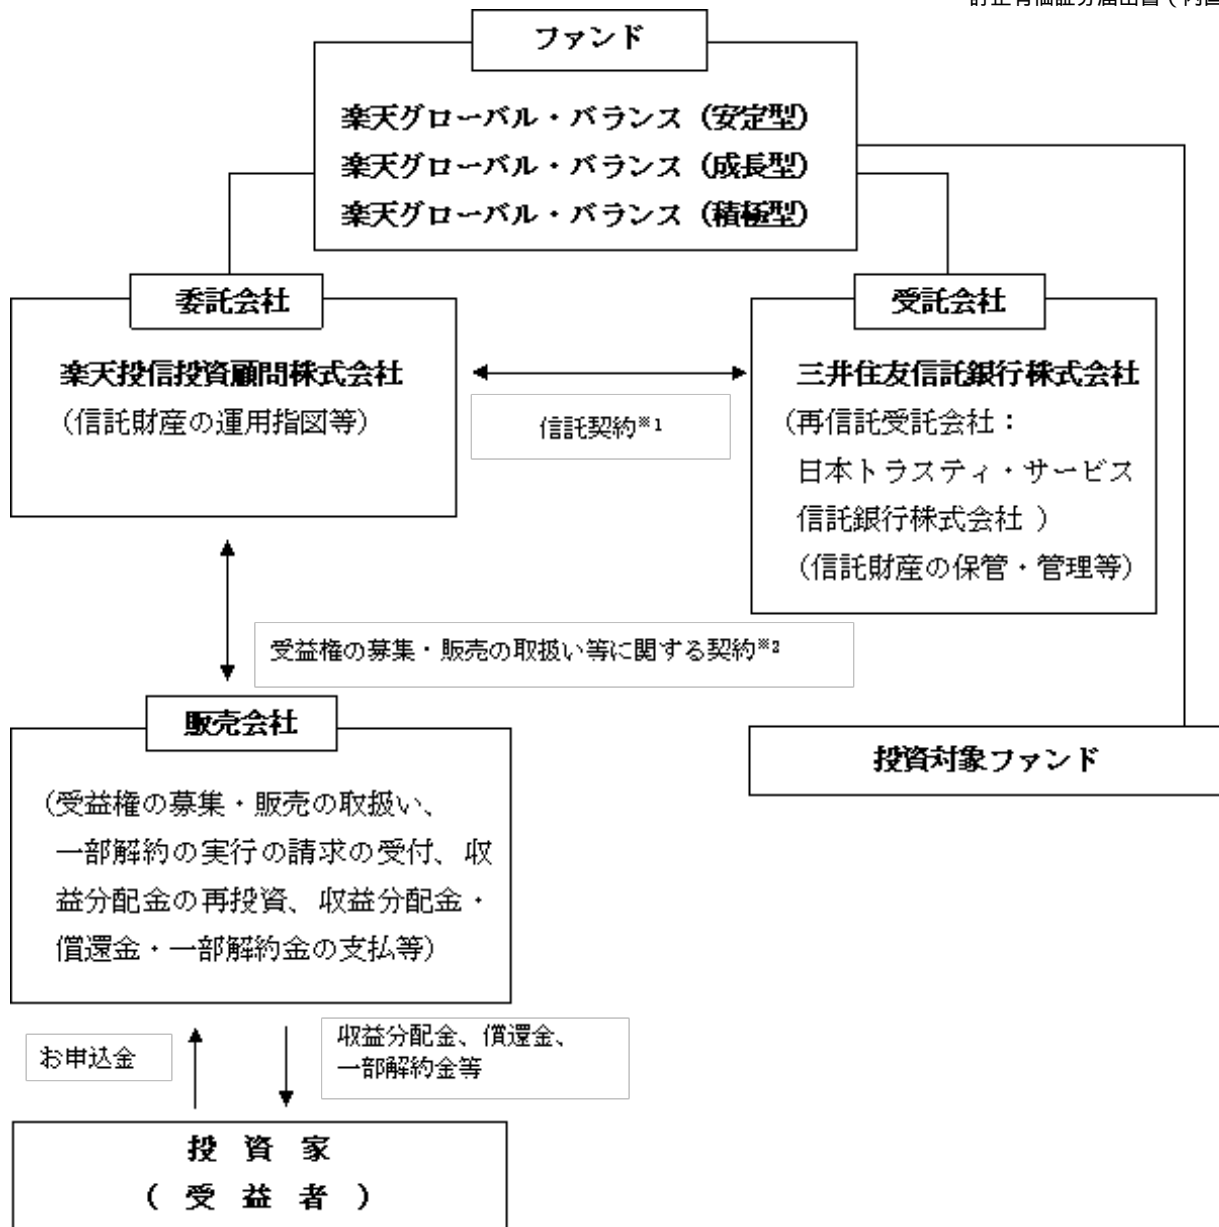 ファンド
楽天グローバル・バランス（安定型）
楽天グローバル・バランス（成長型）
楽天グローバル・バランス（積極型）
委託会社
楽天投信投資顧問株式会社
（信託財産の運用指図等）
信託契約※1
受託会社
三井住友信託銀行株式会社
（再信託受託会社：
日本トラスティ・サービス
信託銀行株式会社 ）
（信託財産の保管・管理等）
受益権の募集・販売の取扱い等に関する契約※2
販売会社
（受益権の募集・販売の取扱い、
一部解約の実行の請求の受付、収
益分配金の再投資、収益分配金・
償還金・一部解約金の支払等）
投資対象ファンド
お申込金
収益分配金、償還金、
一部解約金等
投 資 家
（ 受 益 者 ）